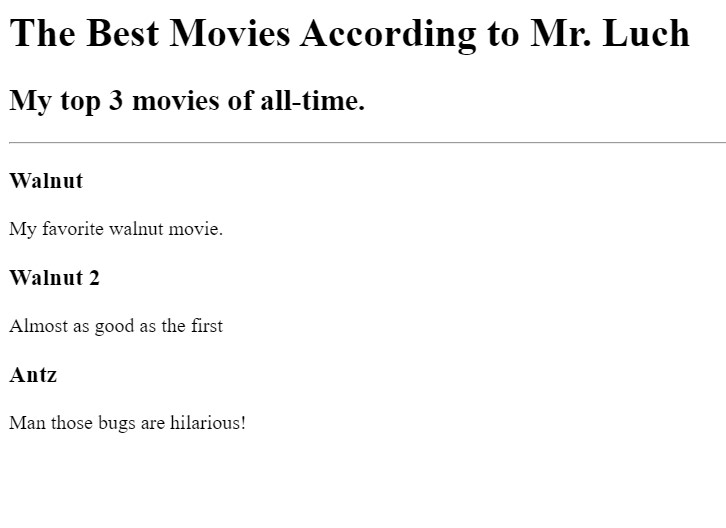 The Best Movies According to Mr. Luch
My top 3 movies of all-time.
Walnut
My favorite walnut movie.
Walnut 2
Almost as good as the first
Antz
Man those bugs are hilarious!